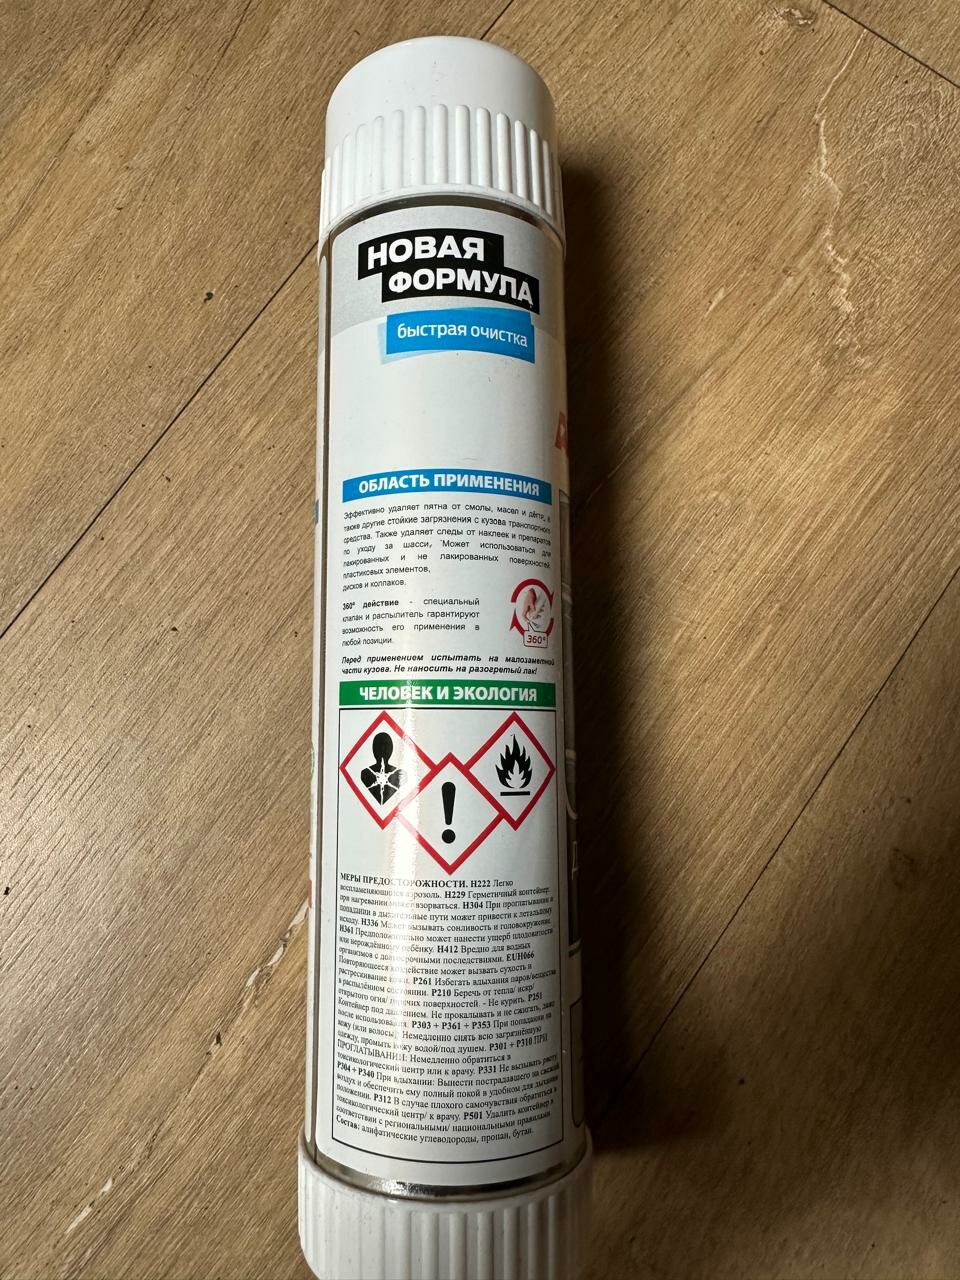 НОВАЯ
ФОРМУЛА
быстрая очистка
ОБЛАСТЬ ПРИМЕНЕНИЯ
Эффективно удаляет пятна от смолы, масел и дёгтя, а
также другие стойкие загрязнения с кузова транспортного
средства. Также удаляет следы от наклеек и препаратов
по уходу за шасси, Может использоваться для
лакированных и не лакированных поверхностей,
пластиковых элементов,
дисков и колпаков.
360° действие - специальный
клапан и распылитель гарантируют
возможность его применения в
любой позиции.
360°
Перед применением испытать на малозаметной
части кузова. Не наносить на разогретый лак!
ЧЕЛОВЕК И ЭКОЛОГИЯ
МЕРЫ ПРЕДОСТОРОЖНОСТИ. H222 Легко
воспламеняющийся аэрозоль. H229 Герметичный контейнер:
при нагревании может взорваться. H304 При проглатывании и
попадании в дыхательные пути может привести к летальному
исходу. H336 Может вызывать сонливость и головокружение.
H361 Предположительно может нанести ущерб плодовитости
или нерождённому ребёнку. H412 Вредно для водных
организмов с долгосрочными последствиями. EUH066
Повторяющееся воздействие может вызвать сухость и
растрескивание кожи. P261 Избегать вдыхания паров/вещества
в распылённом состоянии. P210 Беречь от тепла/ искр/
открытого огня/ горячих поверхностей. - Не курить. P251
Контейнер под давлением. Не прокалывать и не сжигать, даже
после использования. P303 + P361 + P353 При попадании на
кожу (или волосы): Немедленно снять всю загрязнённую
одежду, промыть кожу водой/под душем. P301 + P310 ПРИ
ПРОГЛАТЫВАНИИ: Немедленно обратиться в
токсикологический центр или к врачу. P331 Не вызывать рвоту
P304 + P340 При вдыхании: Вынести пострадавшего на свежий
воздух и обеспечить ему полный покой в удобном для дыхания
положении. P312 В случае плохого самочувствия обратиться в
токсикологический центр/ к врачу. P501 Удалить контейнер в
соответствии с региональными/ национальными правилами.
Состав: алифатические углеводороды, пропан, бутан.